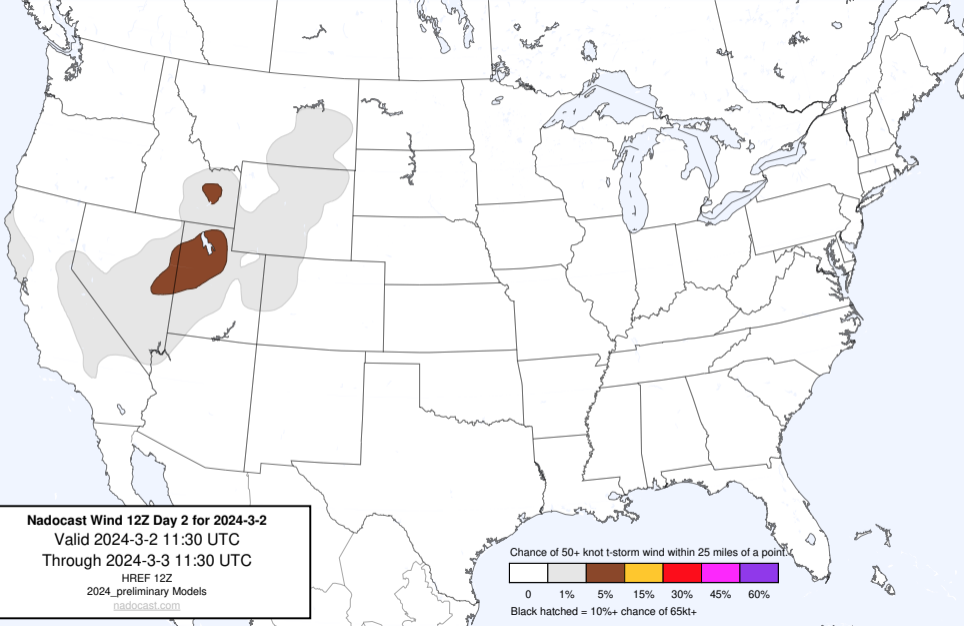 Nadocast Wind 12Z Day 2 for 2024-3-2
Valid 2024-3-2 11:30 UTC
Through 2024-3-3 11:30 UTC
HREF 12Z
2024_preliminary Models
nadocast.com
Chance of 50+ knot t-storm wind within 25 miles of a point.
0 1% 5% 15% 30% 45% 60%
Black hatched = 10%+ chance of 65kt+